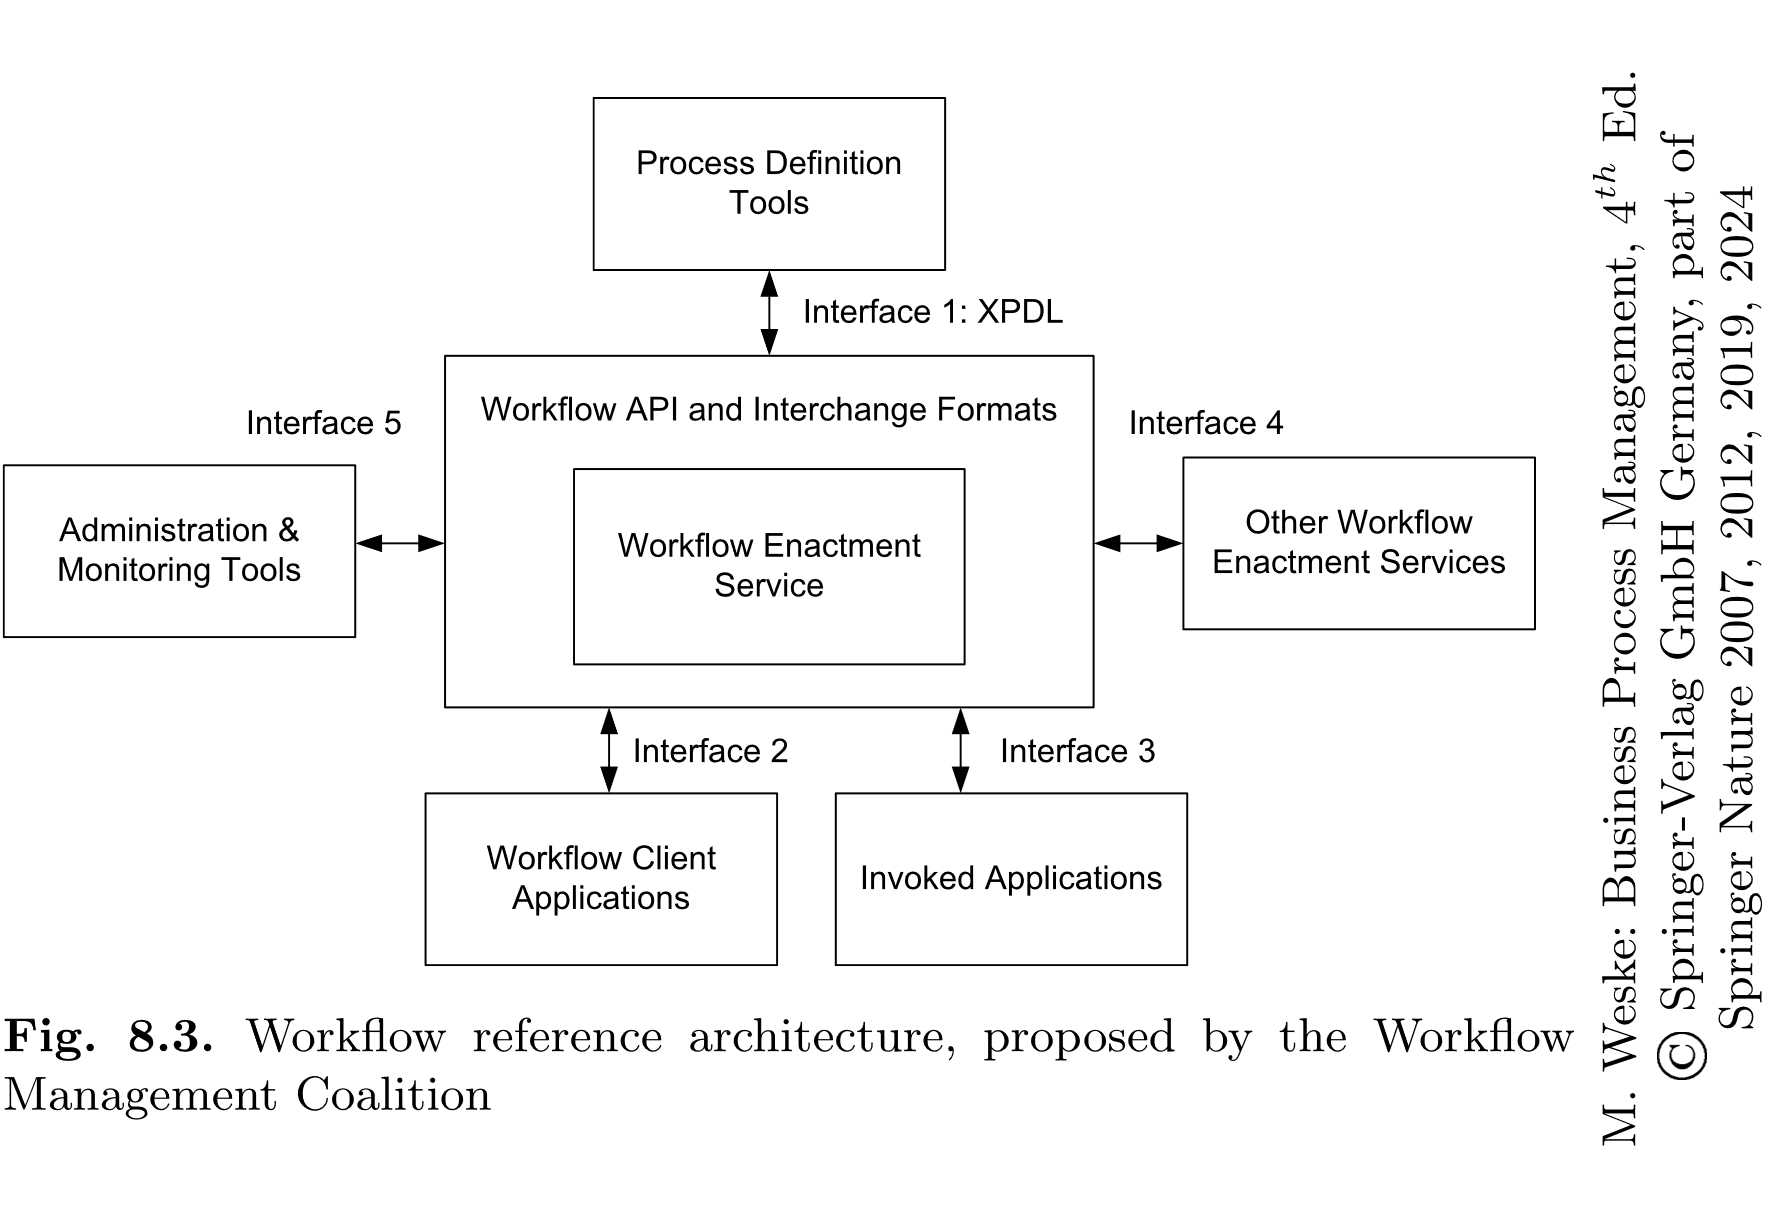 Process Definition
Tools
Interface 1: XPDL
Workflow API and Interchange Formats
Interface 5
Interface 4
Administration &
Monitoring Tools
Workflow Enactment
Service
Other Workflow
Enactment Services
Interface 2
Interface 3
Workflow Client
Applications
Invoked Applications
Fig. 8.3. Workflow reference architecture, proposed by the Workflow
Management Coalition
M. Weske: Business Process Management, 4th Ed.
© Springer-Verlag GmbH Germany, part of
Springer Nature 2007, 2012, 2019, 2024